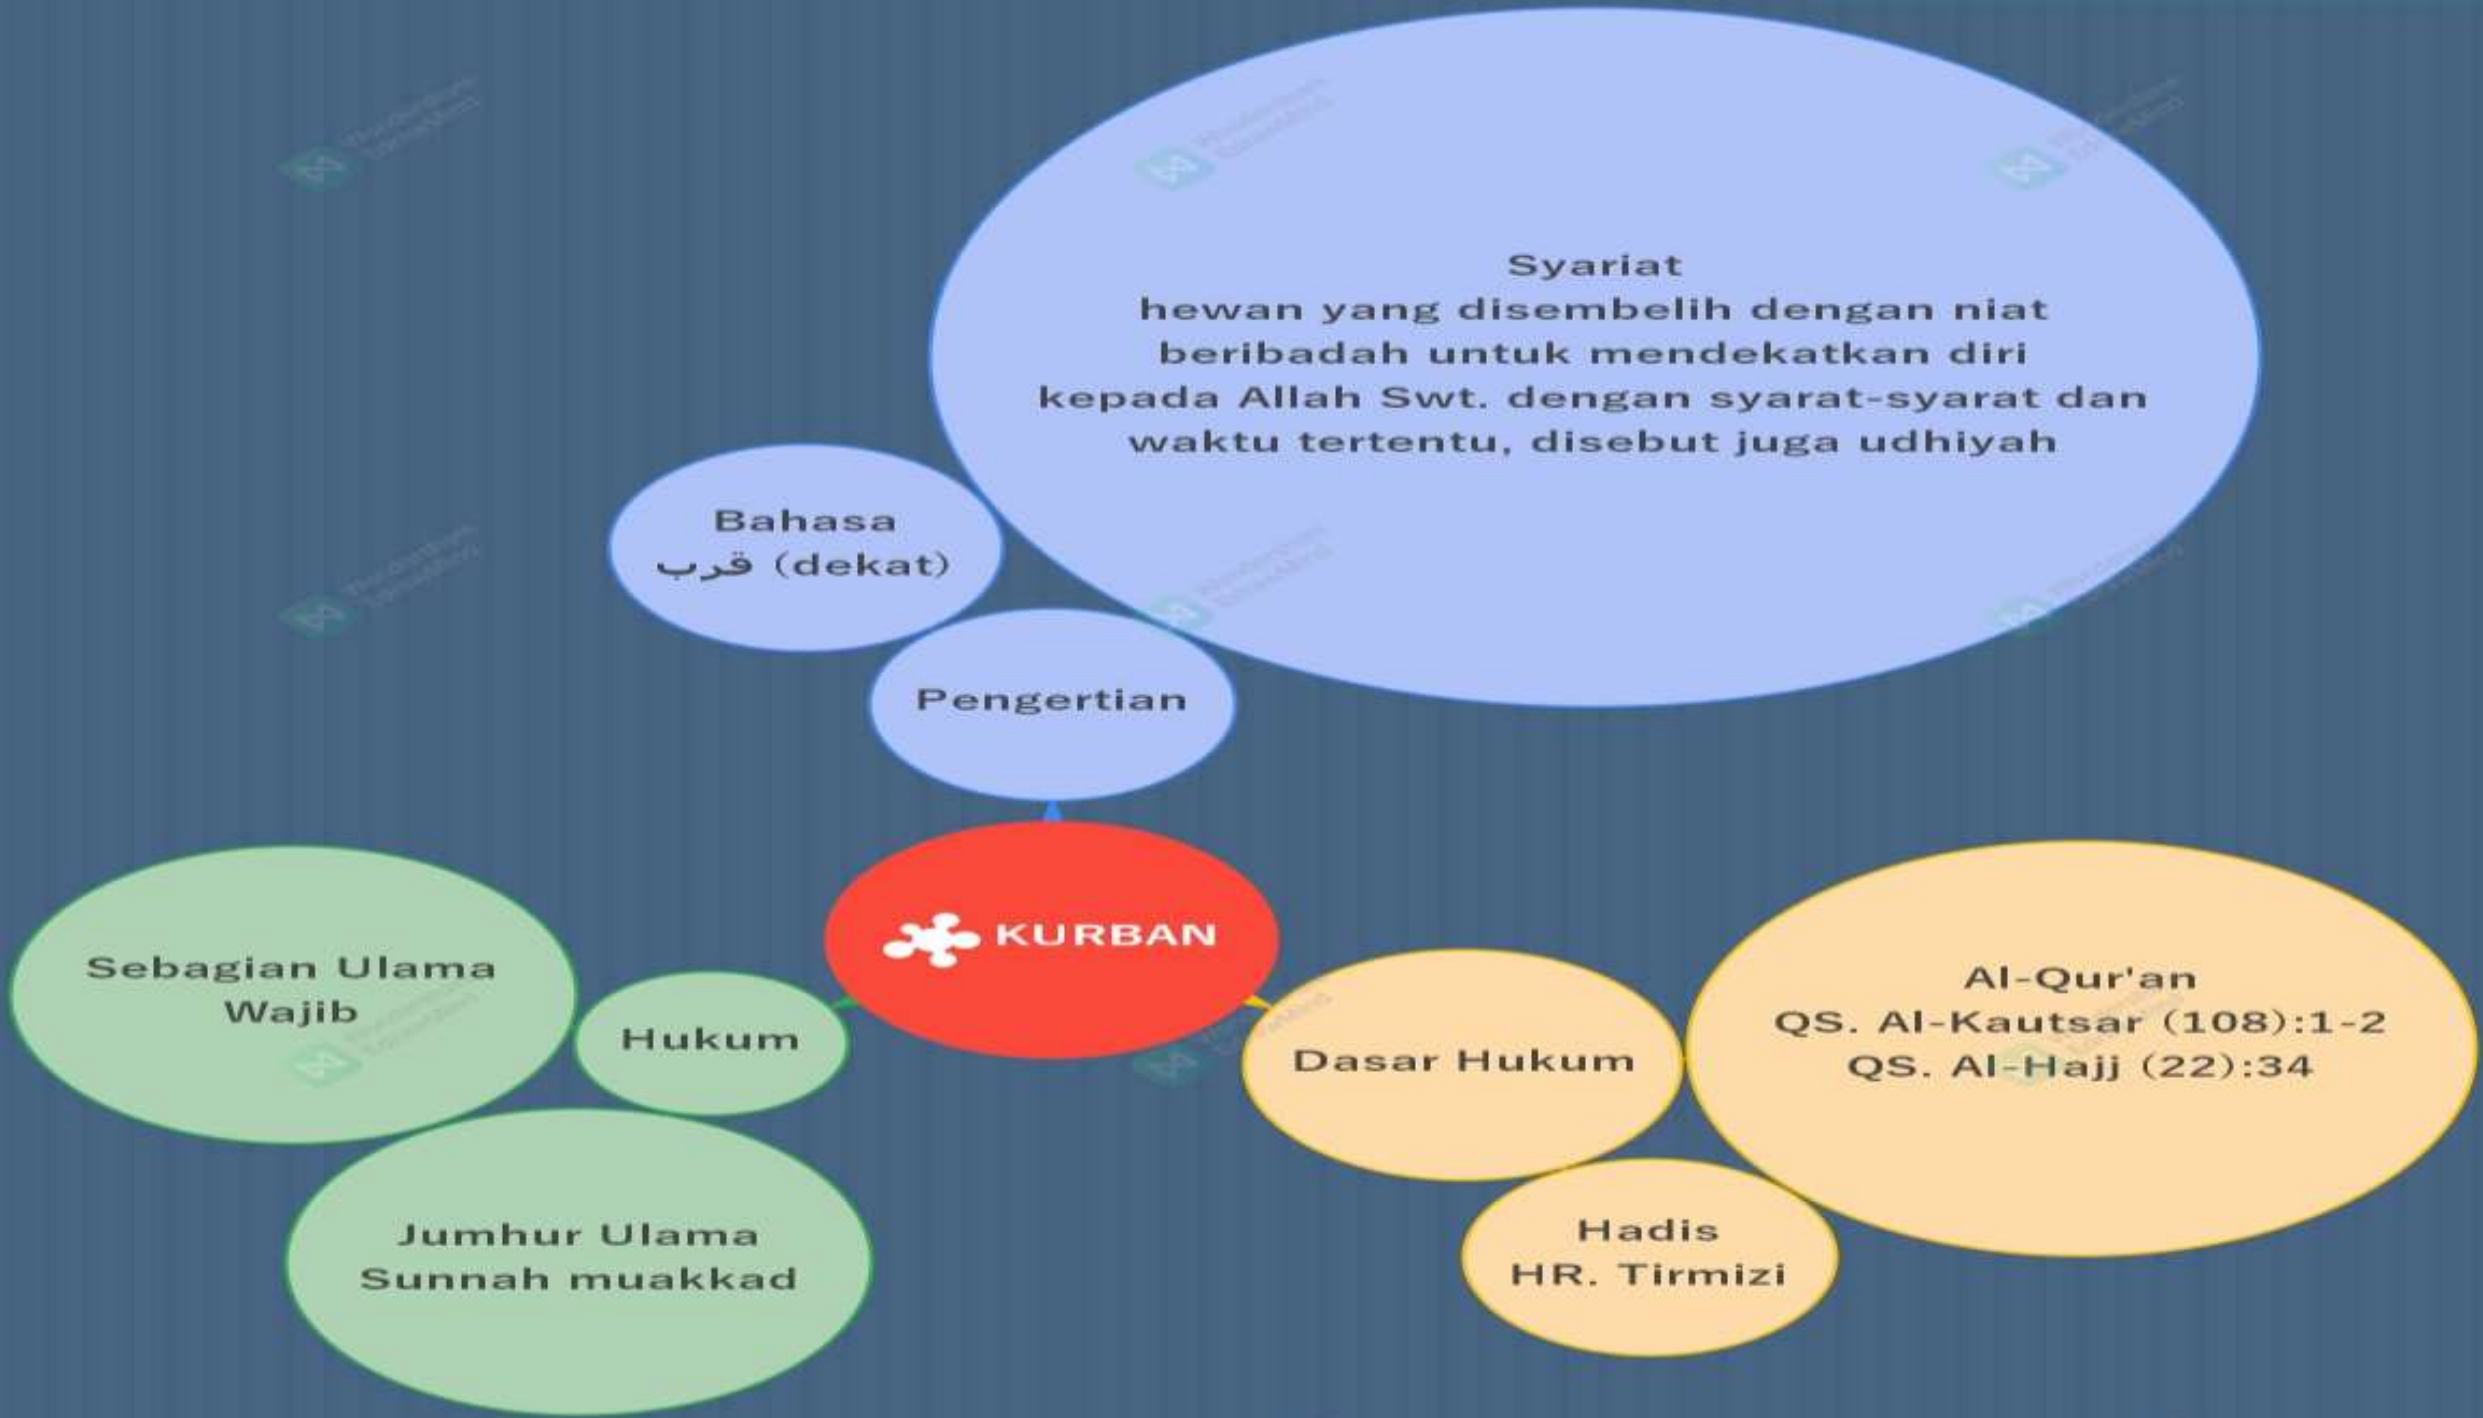 Syariat
hewan yang disembelih dengan niat
beribadah untuk mendekatkan diri
kepada Allah Swt. dengan syarat-syarat dan
waktu tertentu, disebut juga udhiyah
Bahasa
قرب (dekat)
Pengertian
KURBAN
Sebagian Ulama
Wajib
Hukum
Jumhur Ulama
Sunnah muakkad
Dasar Hukum
Al-Qur'an
QS. Al-Kautsar (108):1-2
QS. Al-Hajj (22):34
Hadis
HR. Tirmizi